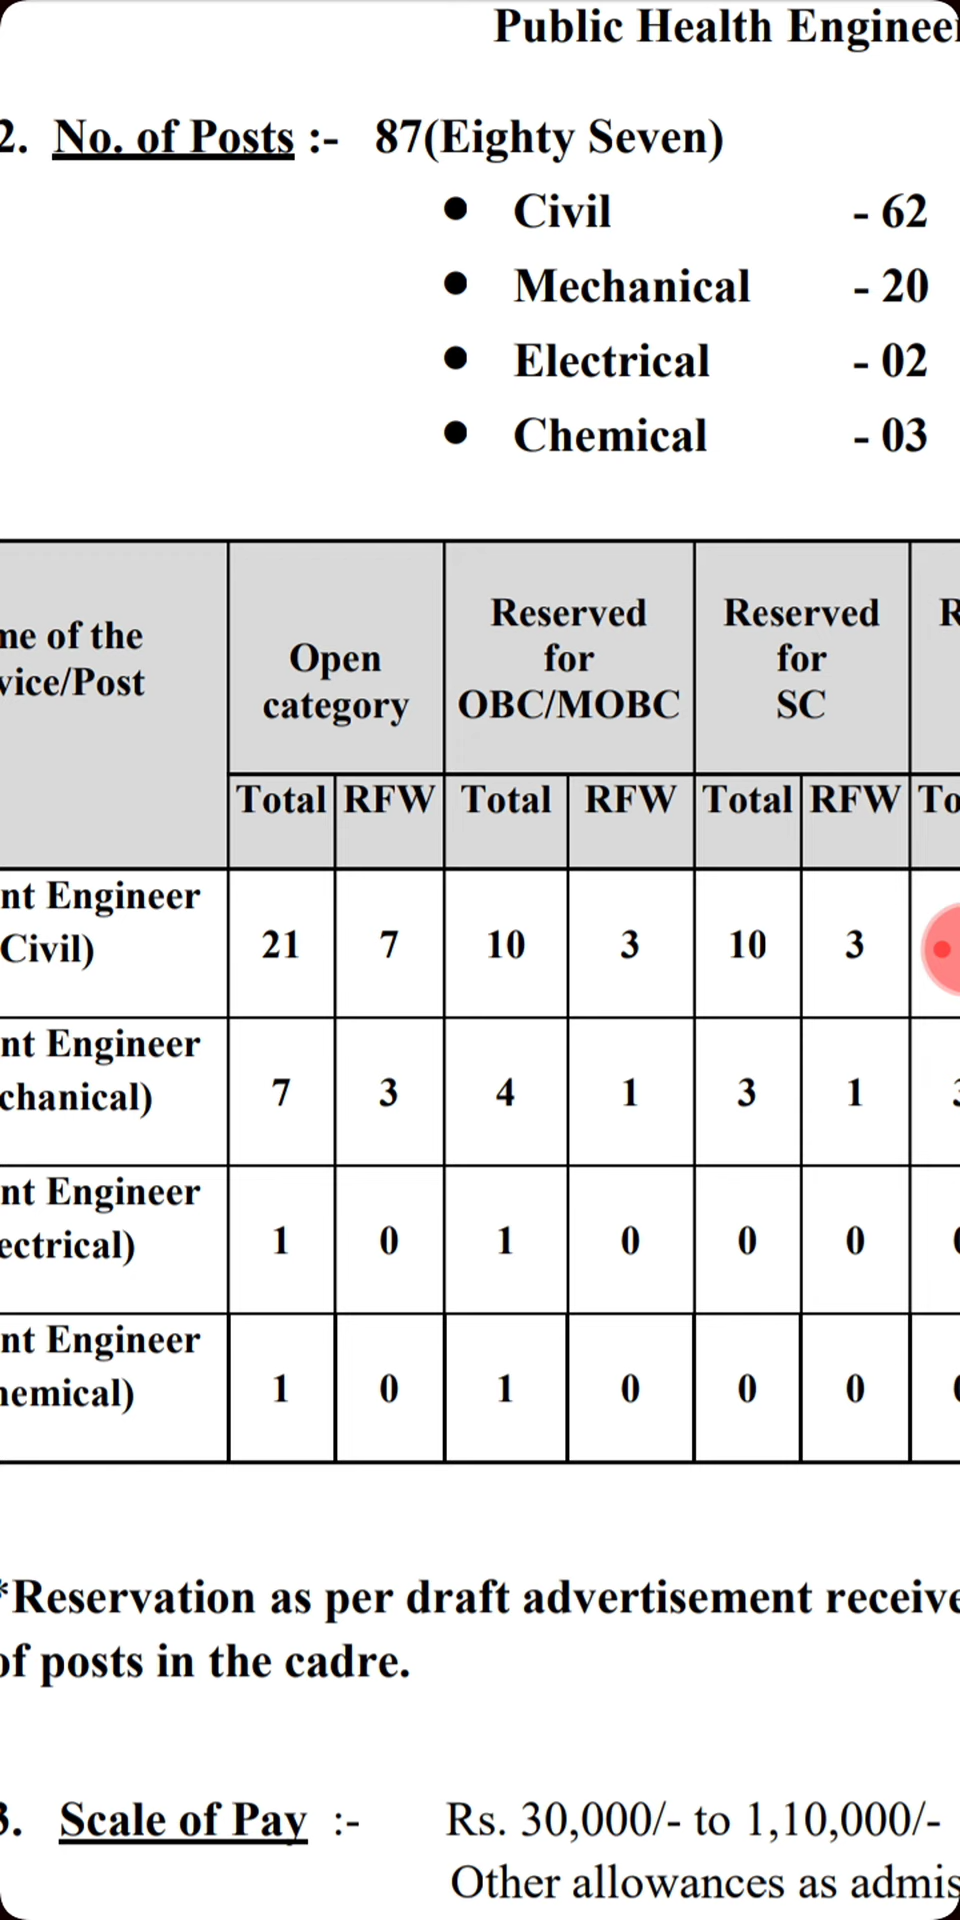 Public Health Enginee
2. No. of Posts :- 87(Eighty Seven)
● Civil - 62
● Mechanical - 20
● Electrical - 02
● Chemical - 03
me of the
vice/Post
Open
category
Reserved
for
OBC/MOBC
Reserved
for
SC
R
Total RFW Total RFW Total RFW To
nt Engineer
Civil)
21 7 10 3 10 3
nt Engineer
chanical)
7 3 4 1 3 1 3
nt Engineer
ectrical)
1 0 1 0 0 0
nt Engineer
hemical)
1 0 1 0 0 0
*Reservation as per draft advertisement receive
of posts in the cadre.
3. Scale of Pay :- Rs. 30,000/- to 1,10,000/-
Other allowances as admis